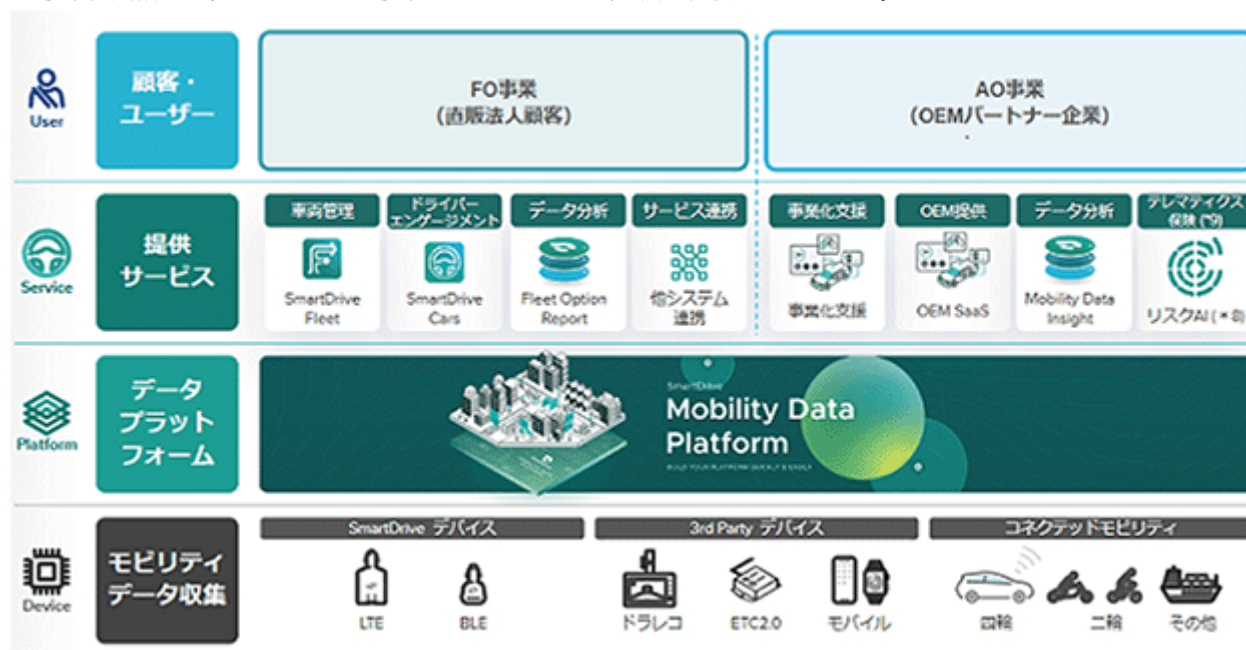 User
顧客・
ユーザー
FO事業
(直販法人顧客)
AO事業
(OEMパートナー企業)
Service
提供
サービス
車両管理
SmartDrive
Fleet
ドライバー
エンゲージメント
SmartDrive
Cars
データ分析
Fleet Option
Report
サービス連携
他システム
連携
事業化支援
事業化支援
OEM提供
OEM SaaS
データ分析
Mobility Data
Insight
テレマティクス
保険(*9)
リスクAI(*8)
Platform
データ
プラット
フォーム
SmartDrive
Mobility Data
Platform
BUILD YOUR PLATFORM QUICKLY & EASILY
Device
モビリティ
データ収集
SmartDrive デバイス
LTE
BLE
3rd Party デバイス
ドラレコ
ETC2.0
モバイル
コネクテッドモビリティ
四輪
二輪
その他